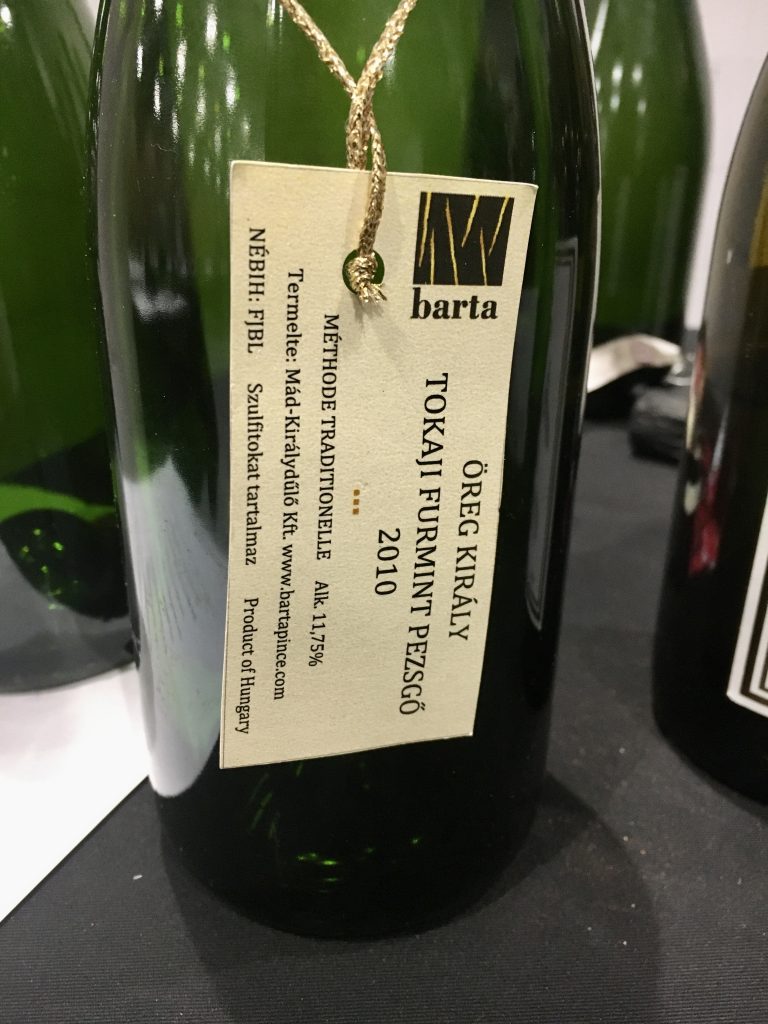 barta
ÖREG KIRÁLY
TOKAJI FURMINT PEZSGŐ
2010
MÉTHODE TRADITIONELLE Alk. 11,75%
Termelte: Mád-Királydűlő Kft. www.bartapince.com
NÉBIH: FJBL Szulfitokat tartalmaz Product of Hungary